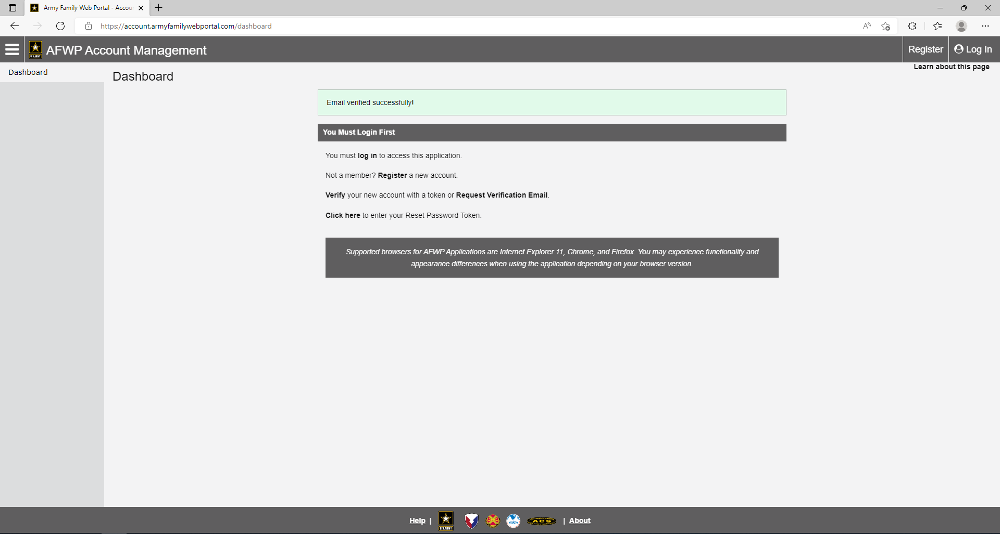 Army Family Web Portal - Accou
https://account.armyfamilywebportal.com/dashboard
AFWP Account Management
Register
Log In
Dashboard
Dashboard
Learn about this page
Email verified successfully!
You Must Login First
You must log in to access this application.
Not a member? Register a new account.
Verify your new account with a token or Request Verification Email.
Click here to enter your Reset Password Token.
Supported browsers for AFWP Applications are Internet Explorer 11, Chrome, and Firefox. You may experience functionality and
appearance differences when using the application depending on your browser version.
Help | U.S.ARMY MWR ACS | About